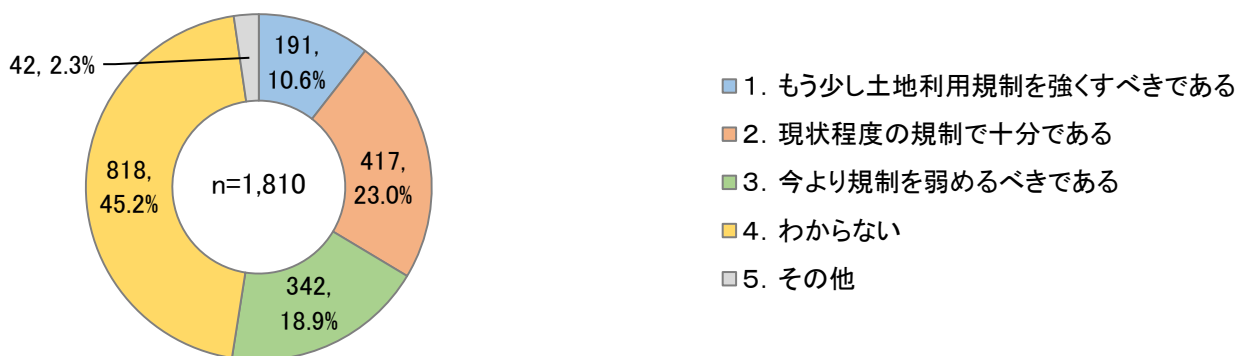 191,
10.6%
42, 2.3%
417,
23.0%
818,
45.2%
n=1,810
342,
18.9%
1．もう少し土地利用規制を強くすべきである
2．現状程度の規制で十分である
3．今より規制を弱めるべきである
4．わからない
5．その他